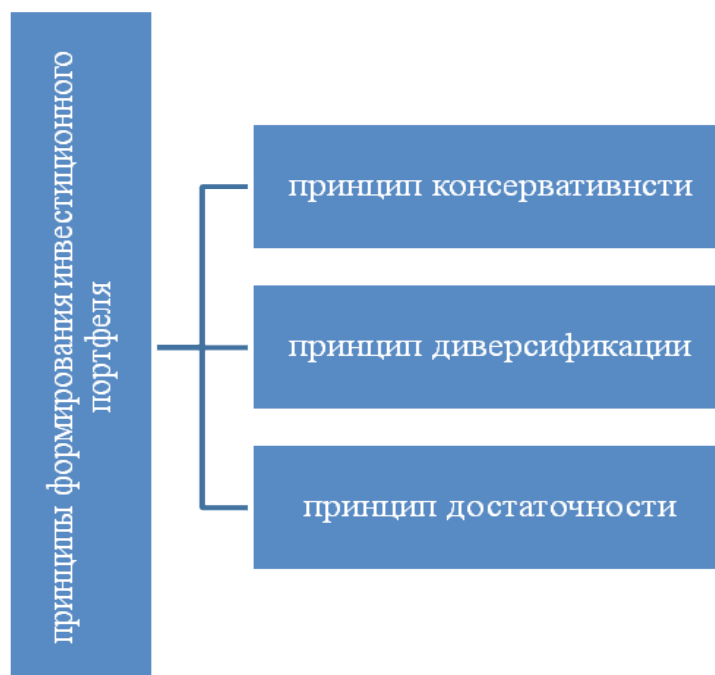 принципы формирования инвестиционного
портфеля
принцип консервативнсти
принцип диверсификации
принцип достаточности